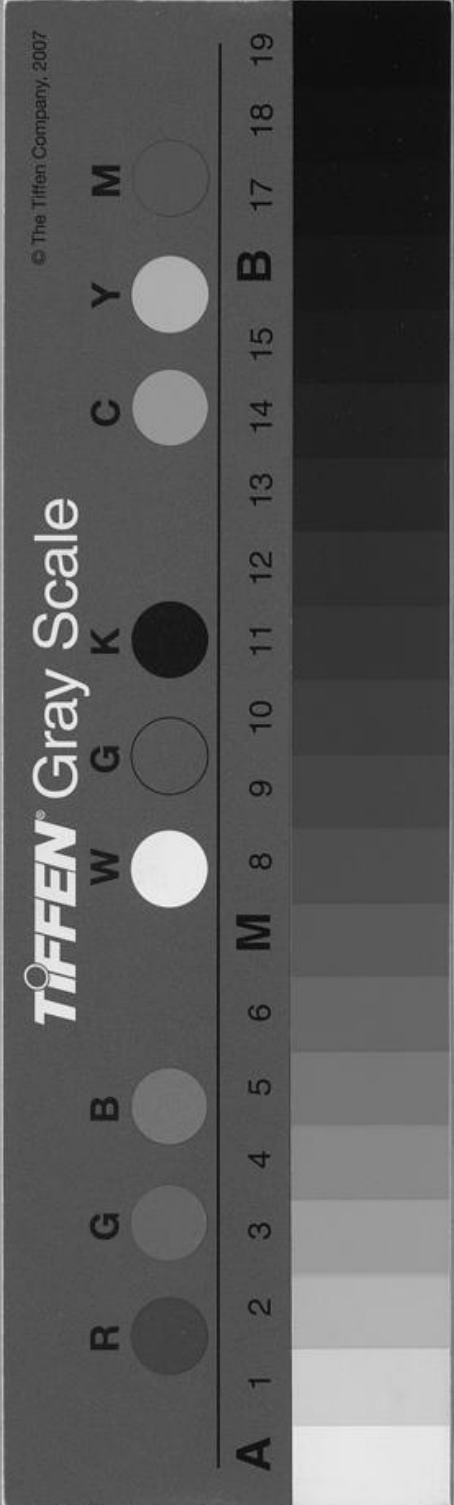 TIFFEN® Gray Scale
© The Tiffen Company, 2007
R G B W G K C Y M
A 1 2 3 4 5 6 M 8 9 10 11 12 13 14 15 B 17 18 19